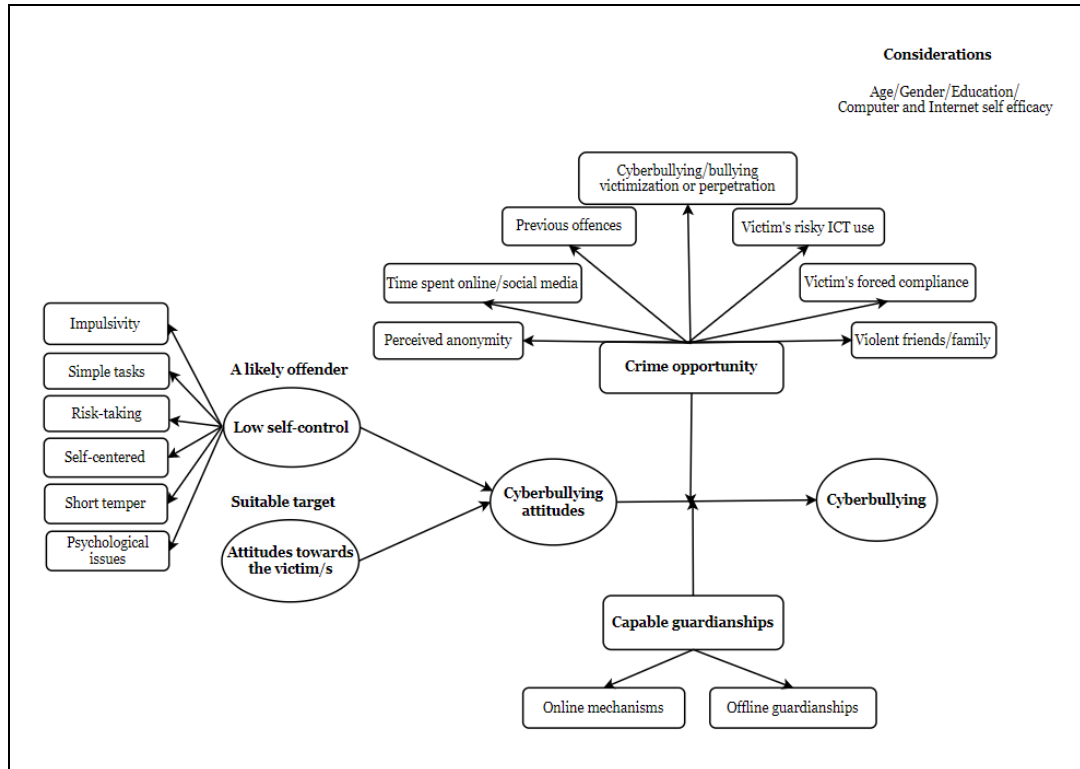 Considerations
Age/Gender/Education/
Computer and Internet self efficacy
Cyberbullying/bullying
victimization or perpetration
Previous offences
Victim's risky ICT use
Time spent online/social media
Victim's forced compliance
Perceived anonymity
Violent friends/family
Crime opportunity
Impulsivity
Simple tasks
Risk-taking
Self-centered
Short temper
Psychological
issues
A likely offender
Low self-control
Suitable target
Attitudes towards
the victim/s
Cyberbullying
attitudes
Cyberbullying
Capable guardianships
Online mechanisms
Offline guardianships